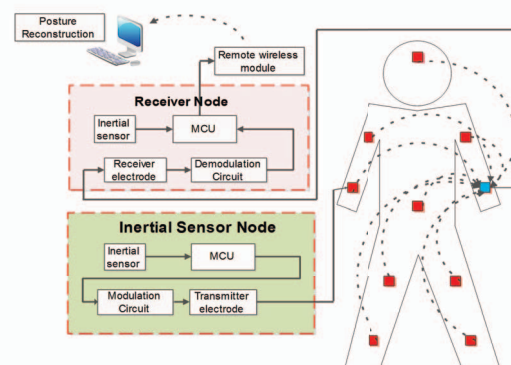 Posture
Reconstruction
Remote wireless
module
Receiver Node
Inertial
sensor
MCU
Receiver
electrode
Demodulation
Circuit
Inertial Sensor Node
Inertial
sensor
MCU
Modulation
Circuit
Transmitter
electrode